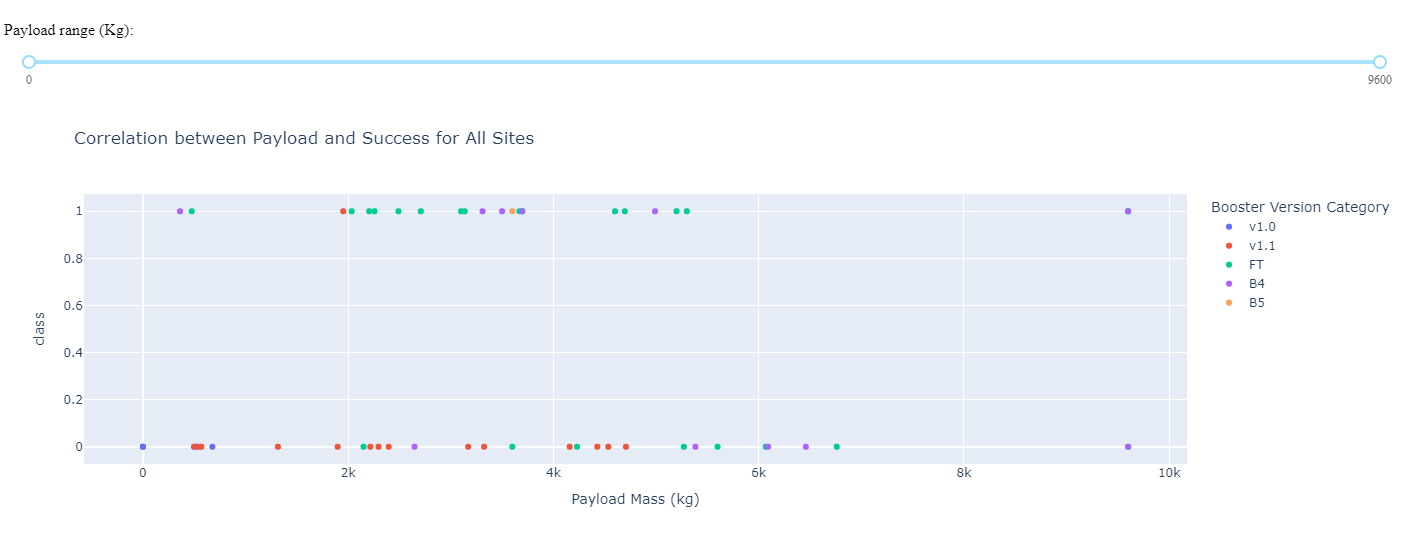 Payload range (Kg):
0
9600
Correlation between Payload and Success for All Sites
1
0.8
0.6
0.4
0.2
0
class
0
2k
4k
6k
8k
10k
Payload Mass (kg)
Booster Version Category
v1.0
v1.1
FT
B4
B5